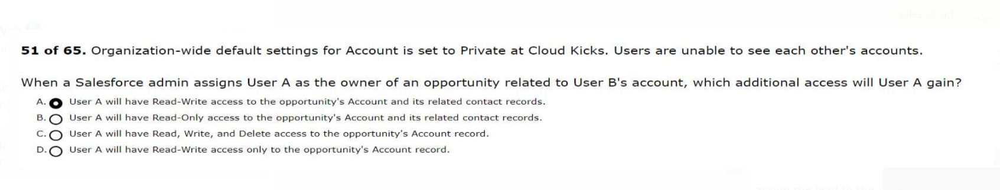 sales cloud
51 of 65. Organization-wide default settings for Account is set to Private at Cloud Kicks. Users are unable to see each other's accounts.
When a Salesforce admin assigns User A as the owner of an opportunity related to User B's account, which additional access will User A gain?
A. User A will have Read-Write access to the opportunity's Account and its related contact records.
B. User A will have Read-Only access to the opportunity's Account and its related contact records.
C. User A will have Read, Write, and Delete access to the opportunity's Account record.
D. User A will have Read-Write access only to the opportunity's Account record.